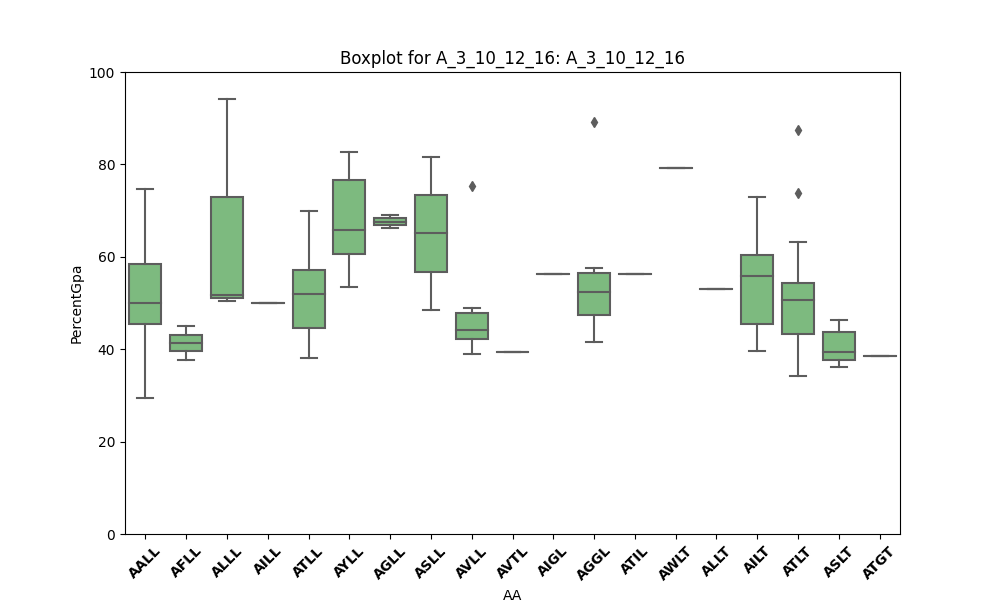 Boxplot for A_3_10_12_16: A_3_10_12_16
PercentGpa
100
80
60
40
20
0
AALL AFLL ALLL AILL ATLL AYLL AGLL ASLL AVLL AVTL AIGL AGGL ATIL AWLT ALLT AILT ATLT ASLT ATGT
AA